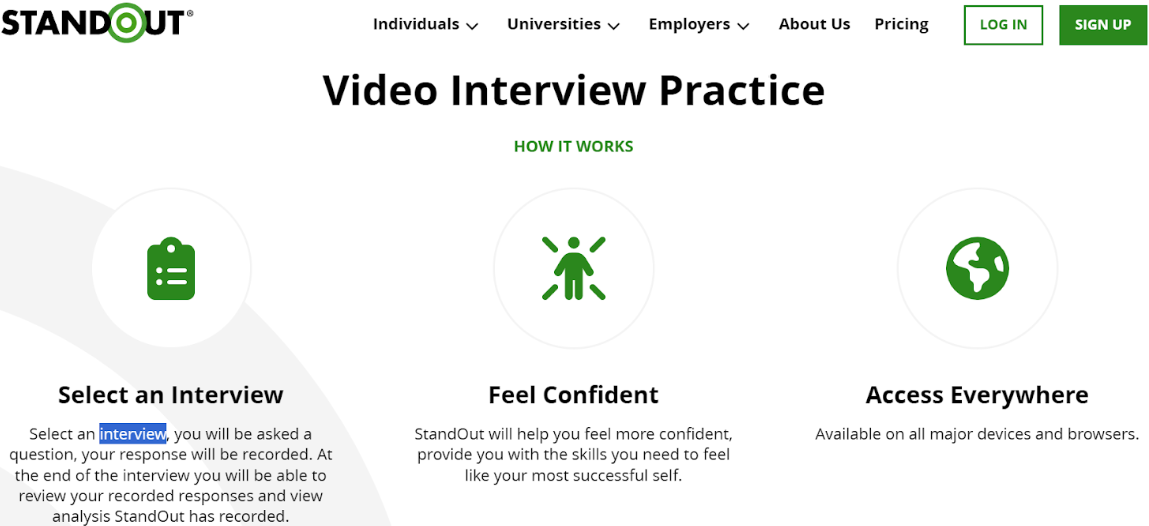 STANDOUT®
Individuals
Universities
Employers
About Us
Pricing
LOG IN
SIGN UP
Video Interview Practice
HOW IT WORKS
Select an Interview
Select an interview, you will be asked a
question, your response will be recorded. At
the end of the interview you will be able to
review your recorded responses and view
analysis StandOut has recorded.
Feel Confident
StandOut will help you feel more confident,
provide you with the skills you need to feel
like your most successful self.
Access Everywhere
Available on all major devices and browsers.